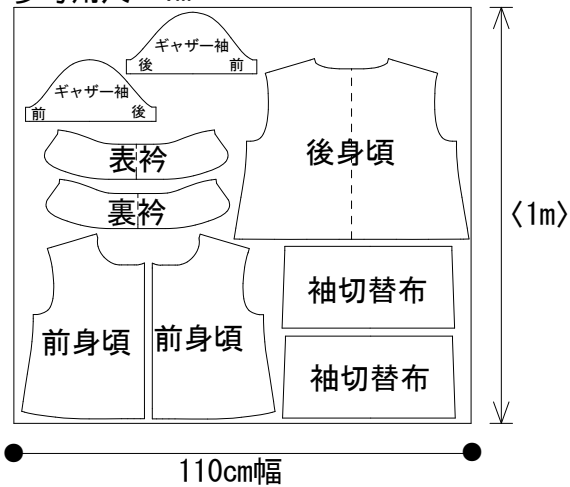 ギャザー袖
後 前
ギャザー袖
前 後
表衿
裏衿
後身頃
〈1m〉
前身頃 前身頃
袖切替布
袖切替布
110cm幅